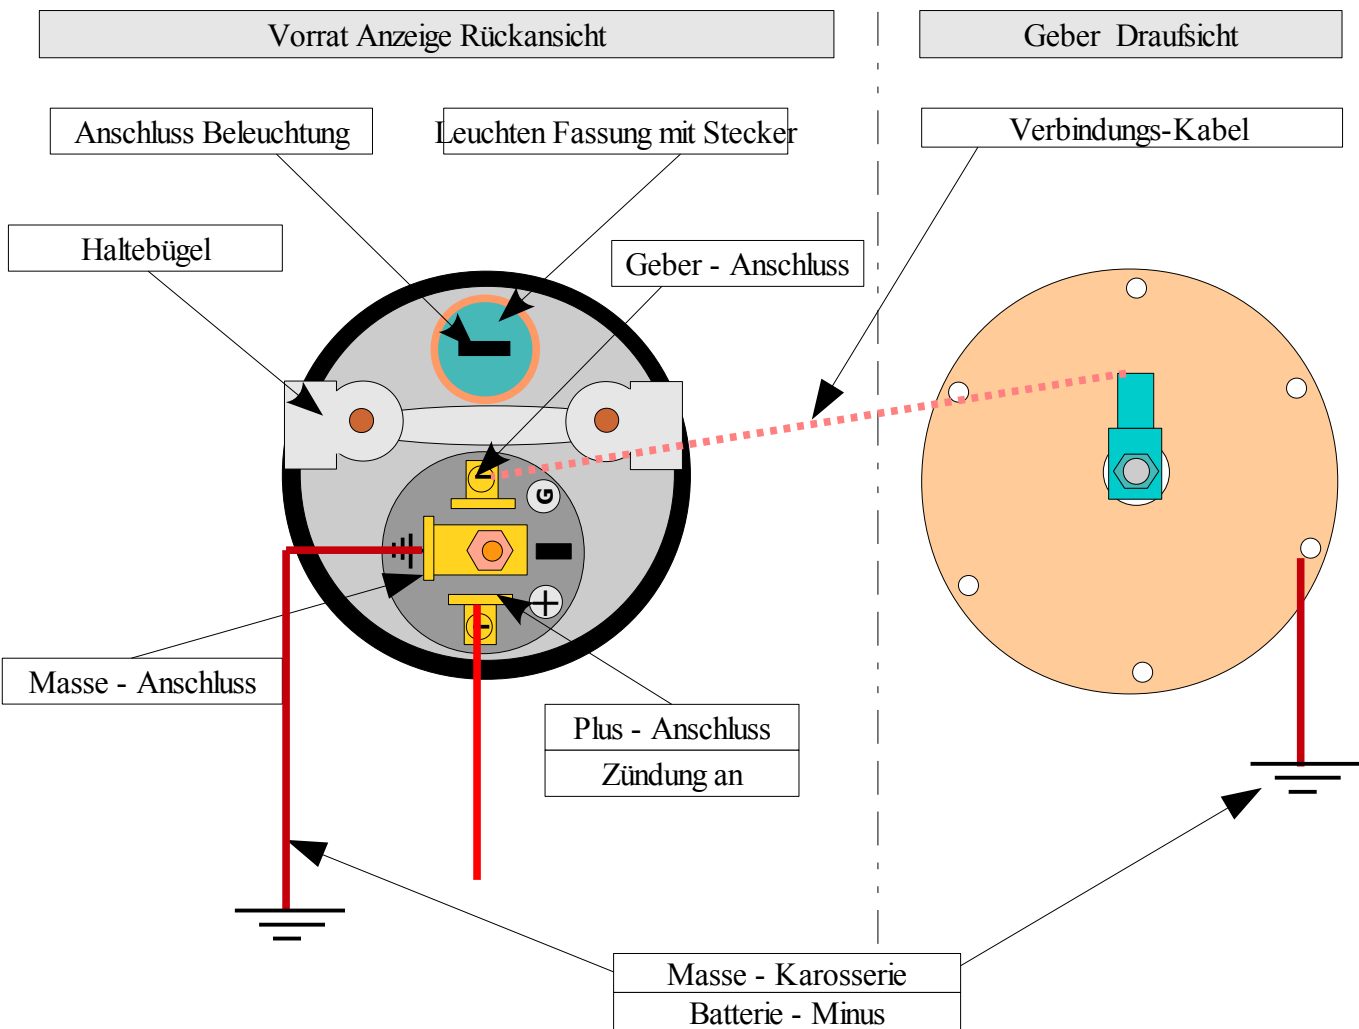 Vorrat Anzeige Rückansicht
Geber Draufsicht
Anschluss Beleuchtung
Leuchten Fassung mit Stecker
Verbindungs-Kabel
Haltebügel
Geber - Anschluss
G
Masse - Anschluss
Plus - Anschluss
Zündung an
Masse - Karosserie
Batterie - Minus